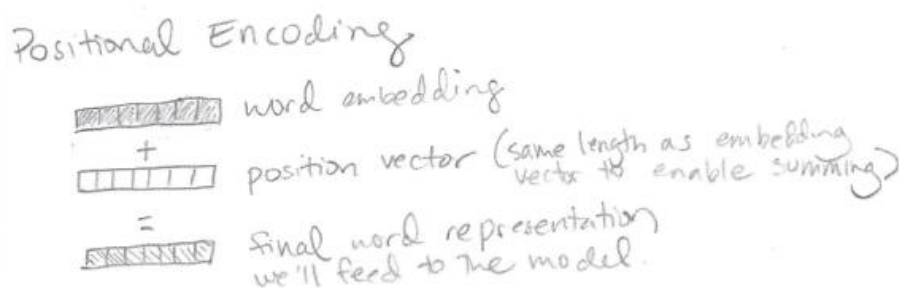 Positional Encoding
word embedding
+
position vector (same length as embedding
vector to enable summing)
=
final word representation
we'll feed to the model.